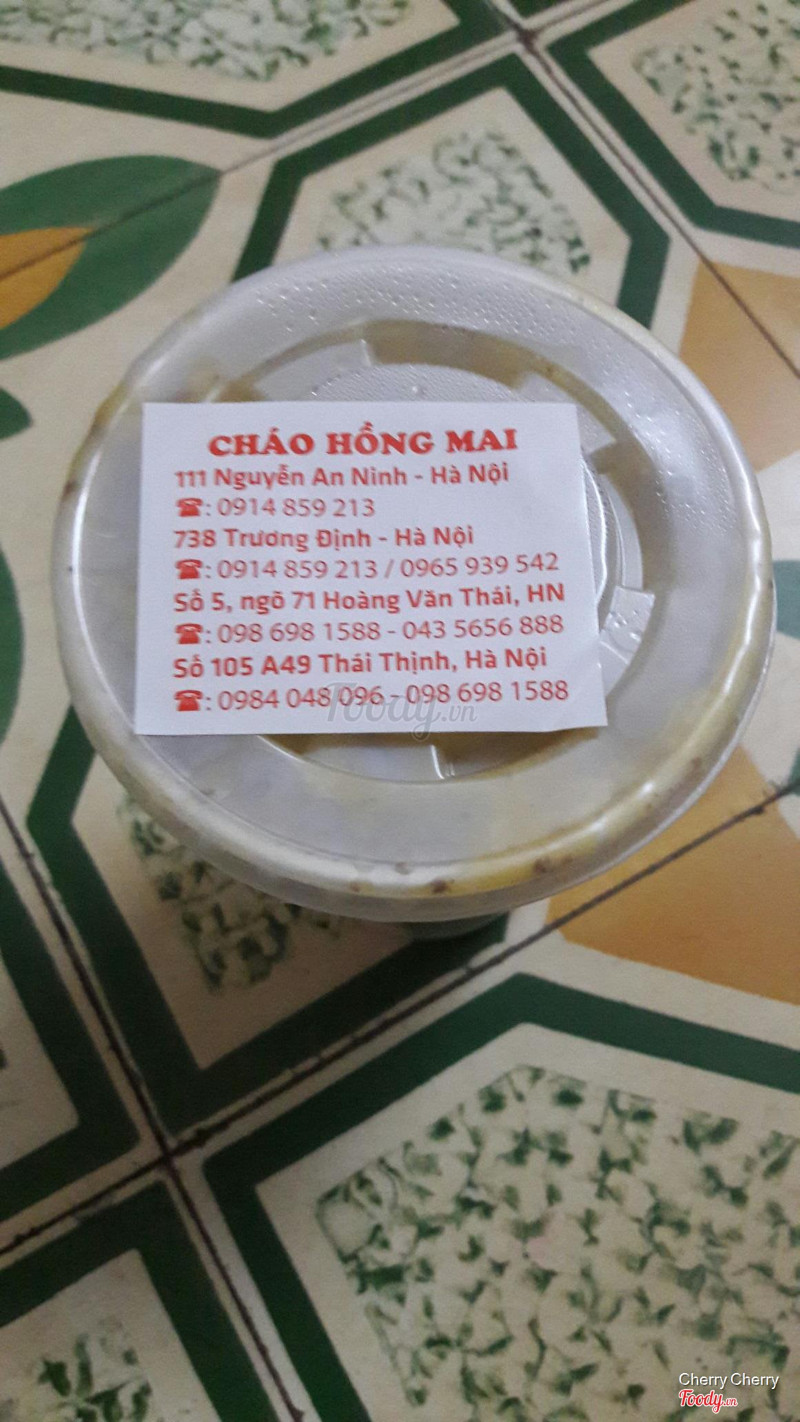 CHÁO HỒNG MAI
111 Nguyễn An Ninh - Hà Nội
☎: 0914 859 213
738 Trương Định - Hà Nội
☎: 0914 859 213 / 0965 939 542
Số 5, ngõ 71 Hoàng Văn Thái, HN
☎: 098 698 1588 - 043 5656 888
Số 105 A49 Thái Thịnh, Hà Nội
☎: 0984 048 096 - 098 698 1588
Foody.vn
Cherry Cherry
Foody.vn